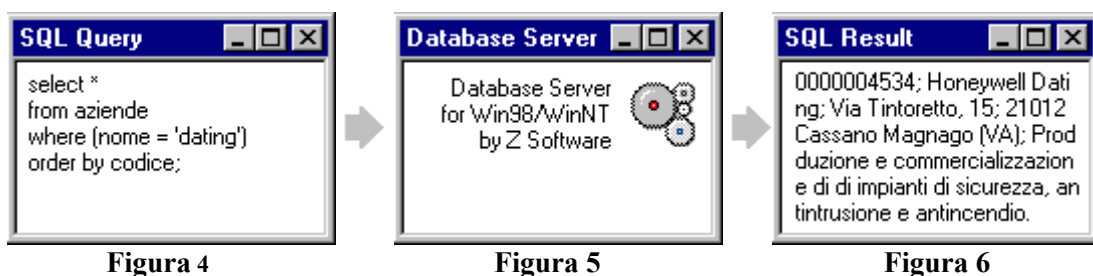 SQL Query
select *
from aziende
where (nome = 'dating')
order by codice;
Database Server
Database Server
for Win98/WinNT
by Z Software
SQL Result
0000004534; Honeywell Dati
ng; Via Tintoretto, 15; 21012
Cassano Magnago (VA); Prod
duzione e commercializzazion
e di di impianti di sicurezza, an
tintrusione e antincendio.
Figura 4
Figura 5
Figura 6